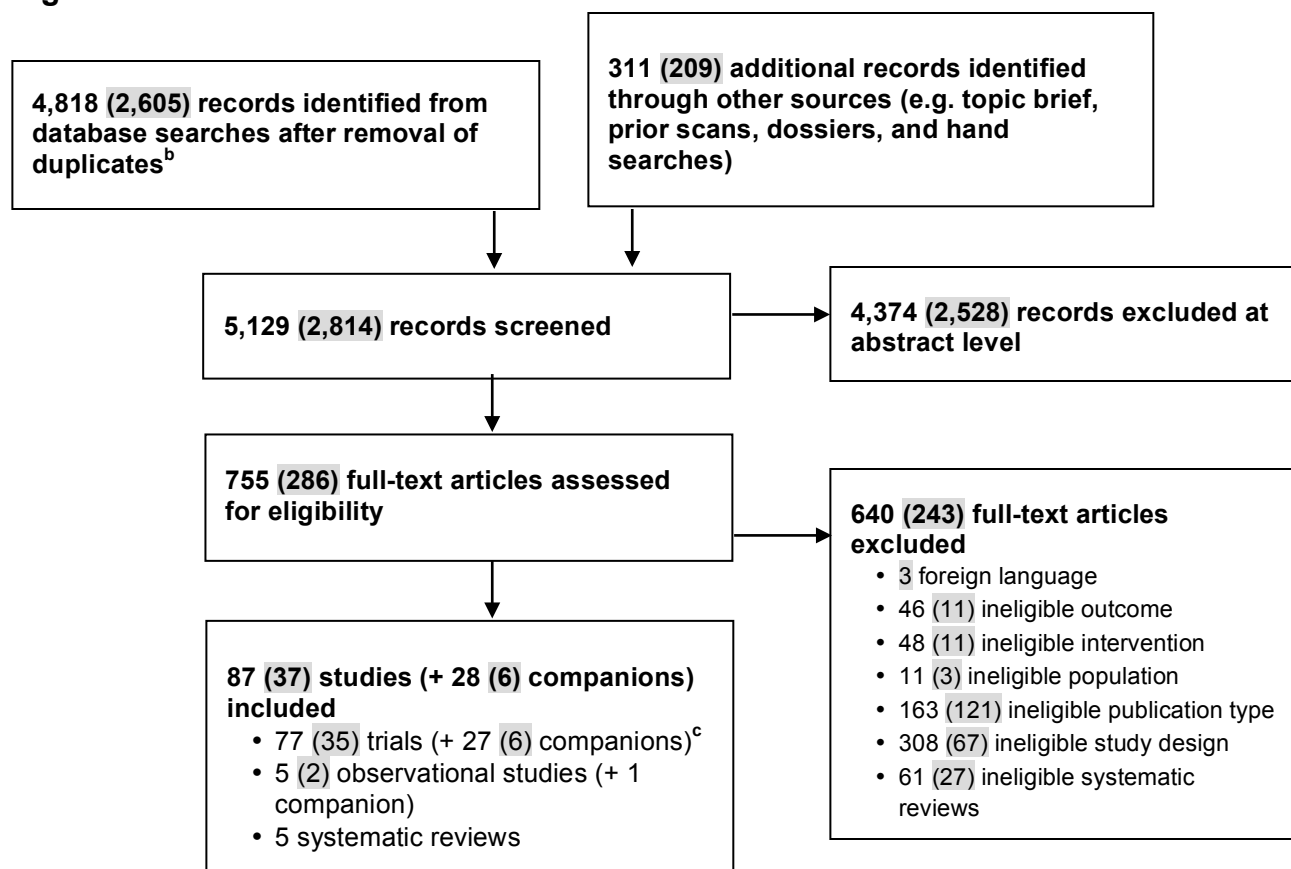 4,818 (2,605) records identified from
database searches after removal of
duplicatesb
311 (209) additional records identified
through other sources (e.g. topic brief,
prior scans, dossiers, and hand
searches)
5,129 (2,814) records screened
4,374 (2,528) records excluded at
abstract level
755 (286) full-text articles assessed
for eligibility
640 (243) full-text articles
excluded
• 3 foreign language
• 46 (11) ineligible outcome
• 48 (11) ineligible intervention
• 11 (3) ineligible population
• 163 (121) ineligible publication type
• 308 (67) ineligible study design
• 61 (27) ineligible systematic
reviews
87 (37) studies (+ 28 (6) companions)
included
• 77 (35) trials (+ 27 (6) companions)c
• 5 (2) observational studies (+ 1
companion)
• 5 systematic reviews